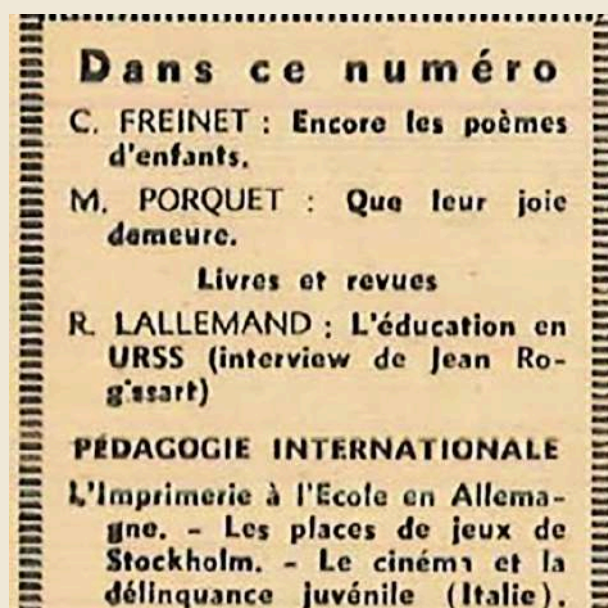 Dans ce numéro
C. FREINET : Encore les poèmes
d'enfants.
M. PORQUET : Que leur joie
demeure.
Livres et revues
R. LALLEMAND : L'éducation en
URSS (interview de Jean Ro-
gissart)
PÉDAGOGIE INTERNATIONALE
L'Imprimerie à l'Ecole en Allema-
gne. - Les places de jeux de
Stockholm. - Le cinéma et la
délinquance juvénile (Italie).